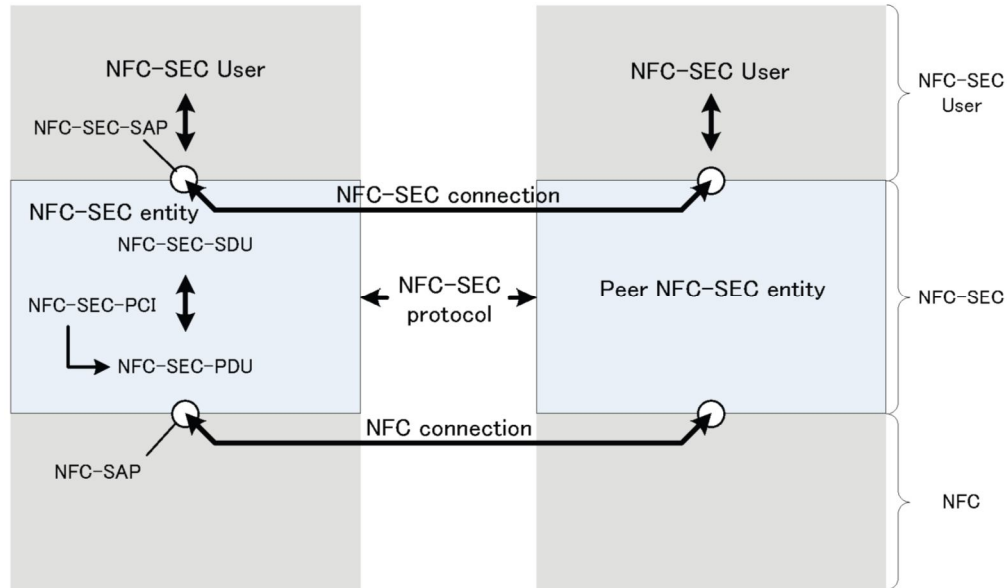 NFC-SEC User
NFC-SEC User
NFC-SEC
User
NFC-SEC-SAP
NFC-SEC connection
NFC-SEC entity
NFC-SEC-SDU
NFC-SEC-PCI
NFC-SEC
protocol
Peer NFC-SEC entity
NFC-SEC
NFC-SEC-PDU
NFC connection
NFC-SAP
NFC